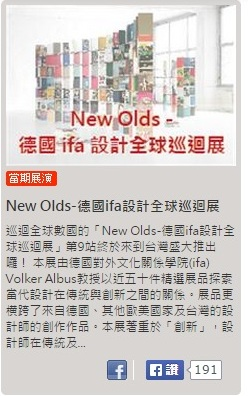 New Olds -
德國 ifa 設計全球巡迴展
當期展演
New Olds-德國ifa設計全球巡迴展
巡迴全球數國的「New Olds-德國ifa設計全
球巡迴展」第9站終於來到台灣盛大推出
囉！ 本展由德國對外文化關係學院(ifa)
Volker Albus教授以近五十件精選展品探索
當代設計在傳統與創新之間的關係。展品更
橫跨了來自德國、其他歐美國家及台灣的設
計師的創作作品。本展著重於「創新」，設
計師在傳統及...
讚 191